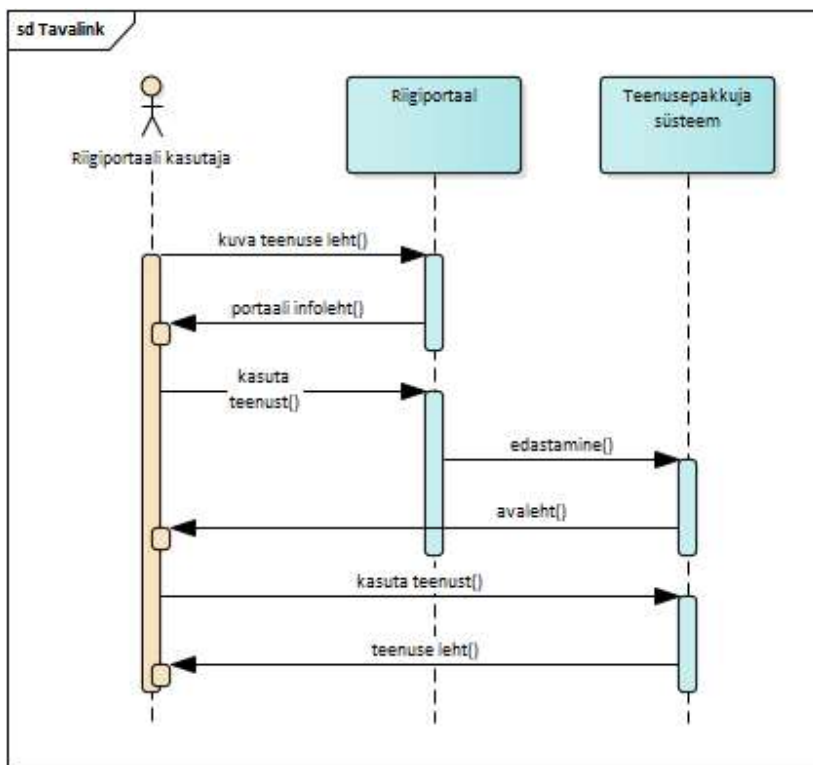 sd Tavalink
Riigiportaal
Teenusepakkuja
süsteem
Riigiportaali kasutaja
kuva teenuse leht()
portaali infoleht()
kasuta
teenust()
edastamine()
avaleht()
kasuta teenust()
teenuse leht()